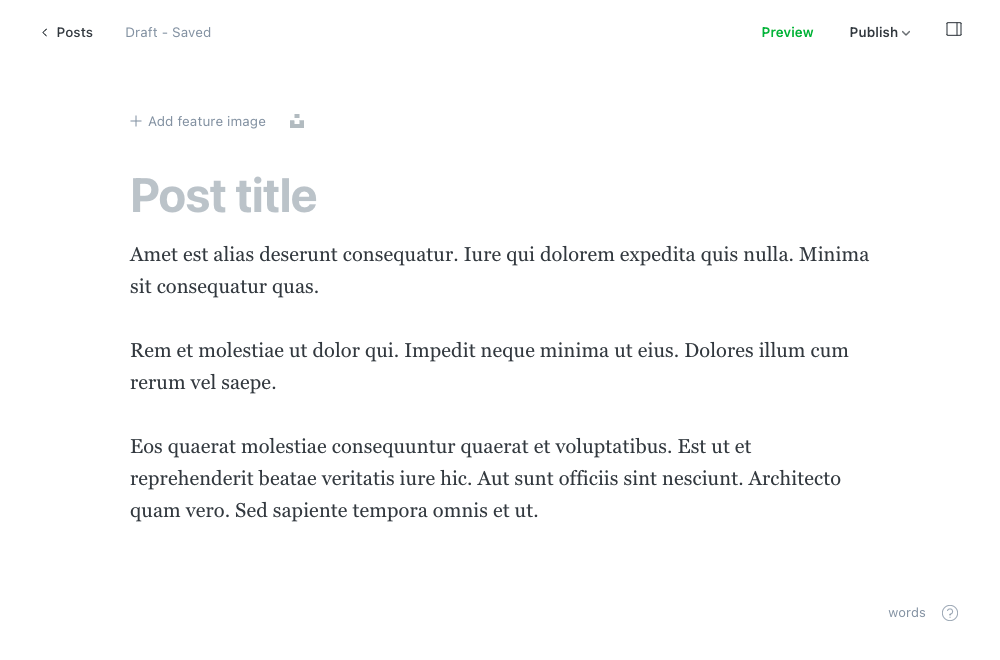 Posts
Draft - Saved
Preview
Publish
Add feature image
Post title
Amet est alias deserunt consequatur. Iure qui dolorem expedita quis nulla. Minima
sit consequatur quas.
Rem et molestiae ut dolor qui. Impedit neque minima ut eius. Dolores illum cum
rerum vel saepe.
Eos quaerat molestiae consequuntur quaerat et voluptatibus. Est ut et
reprehenderit beatae veritatis iure hic. Aut sunt officiis sint nesciunt. Architecto
quam vero. Sed sapiente tempora omnis et ut.
words
?